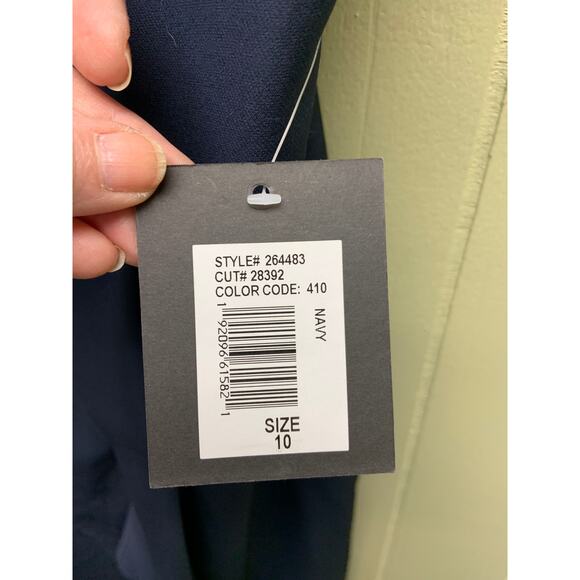 STYLE# 264483
CUT# 28392
COLOR CODE: 410
NAVY
1 92096 61582 1
SIZE
10